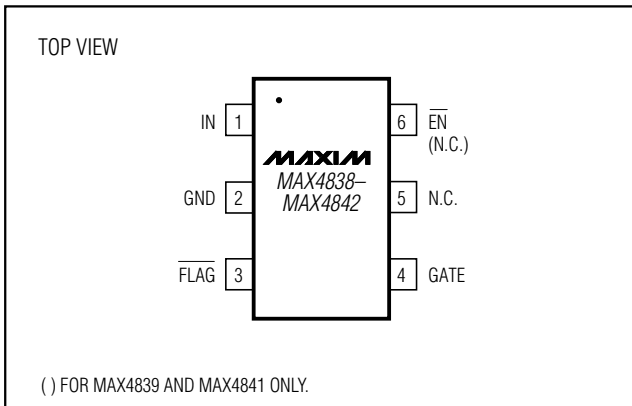 TOP VIEW
IN 1
6 EN
(N.C.)
MAXIM
MAX4838–
MAX4842
GND 2
5 N.C.
FLAG 3
4 GATE
( ) FOR MAX4839 AND MAX4841 ONLY.